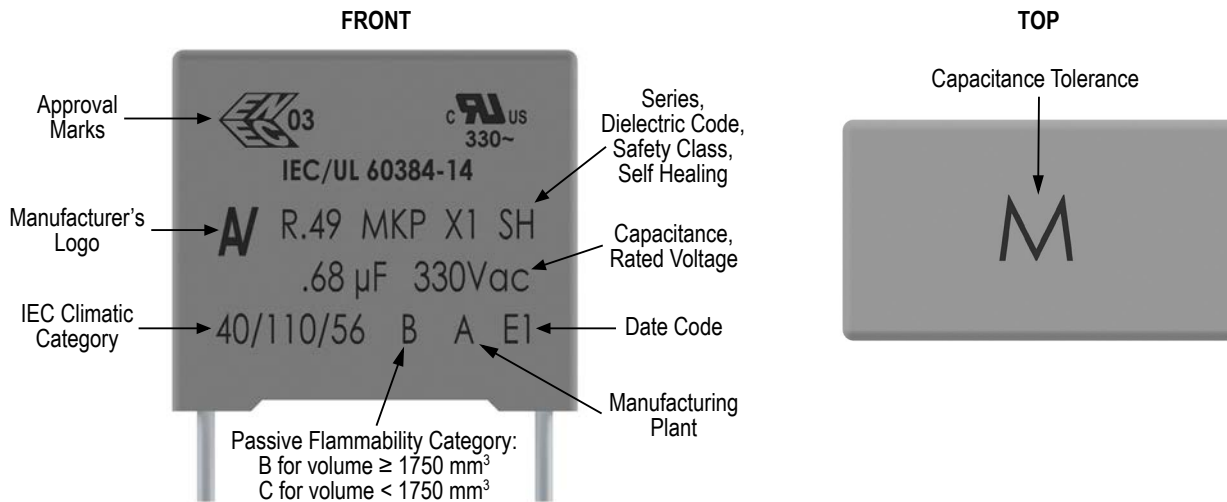 FRONT
TOP
Approval
Marks
EN
EC
03
C
US
330~
IEC/UL 60384-14
Series,
Dielectric Code,
Safety Class,
Self Healing
Capacitance Tolerance
Manufacturer's
Logo
R.49 MKP X1 SH
.68 µF 330Vac
Capacitance,
Rated Voltage
M
IEC Climatic
Category
40/110/56 B A E1
Date Code
Manufacturing
Plant
Passive Flammability Category:
B for volume ≥ 1750 mm³
C for volume < 1750 mm³